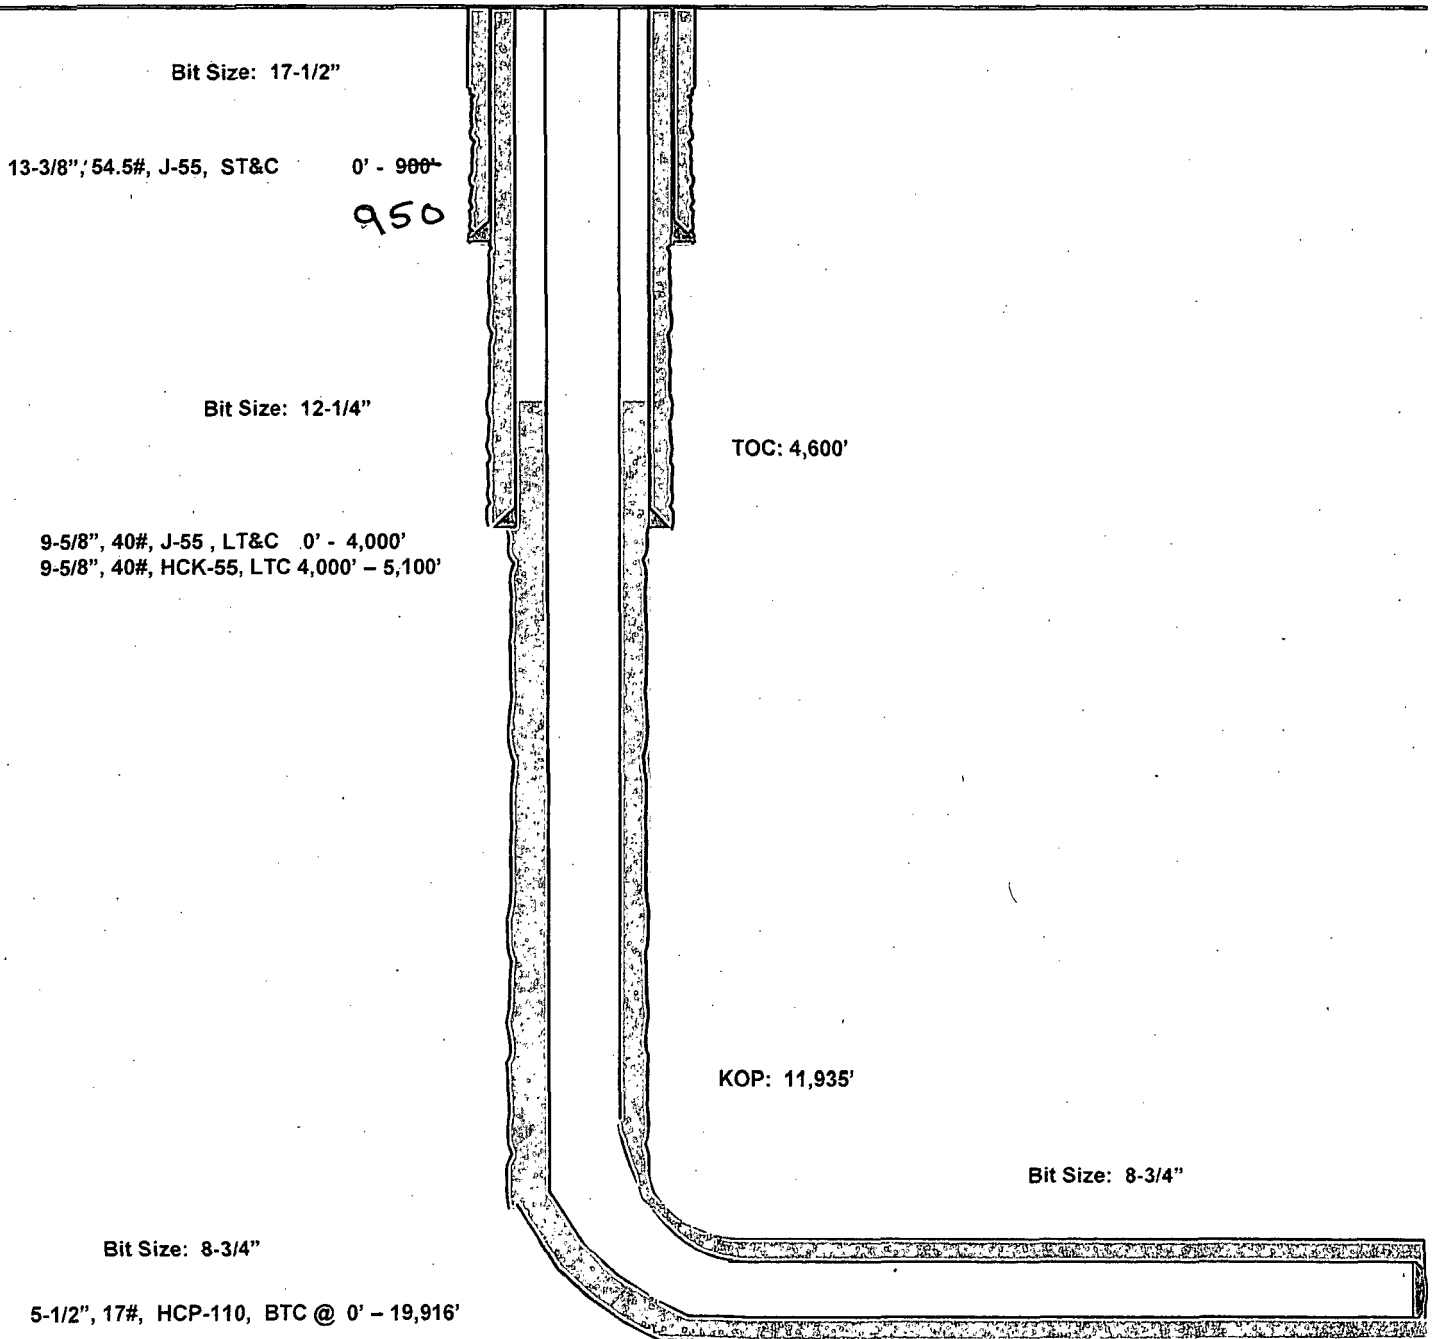 Bit Size: 17-1/2"
13-3/8", 54.5#, J-55, ST&C 0' - 900'
950
Bit Size: 12-1/4"
TOC: 4,600'
9-5/8", 40#, J-55 , LT&C 0' - 4,000'
9-5/8", 40#, HCK-55, LTC 4,000' – 5,100'
KOP: 11,935'
Bit Size: 8-3/4"
Bit Size: 8-3/4"
5-1/2", 17#, HCP-110, BTC @ 0' – 19,916'